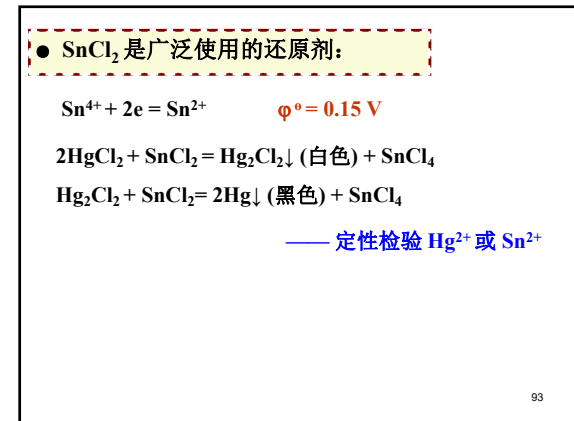 ● SnCl₂ 是广泛使用的还原剂：
Sn⁴⁺ + 2e = Sn²⁺ φᶿ = 0.15 V
2HgCl₂ + SnCl₂ = Hg₂Cl₂↓ (白色) + SnCl₄
Hg₂Cl₂ + SnCl₂= 2Hg↓ (黑色) + SnCl₄
—— 定性检验 Hg²⁺ 或 Sn²⁺
93